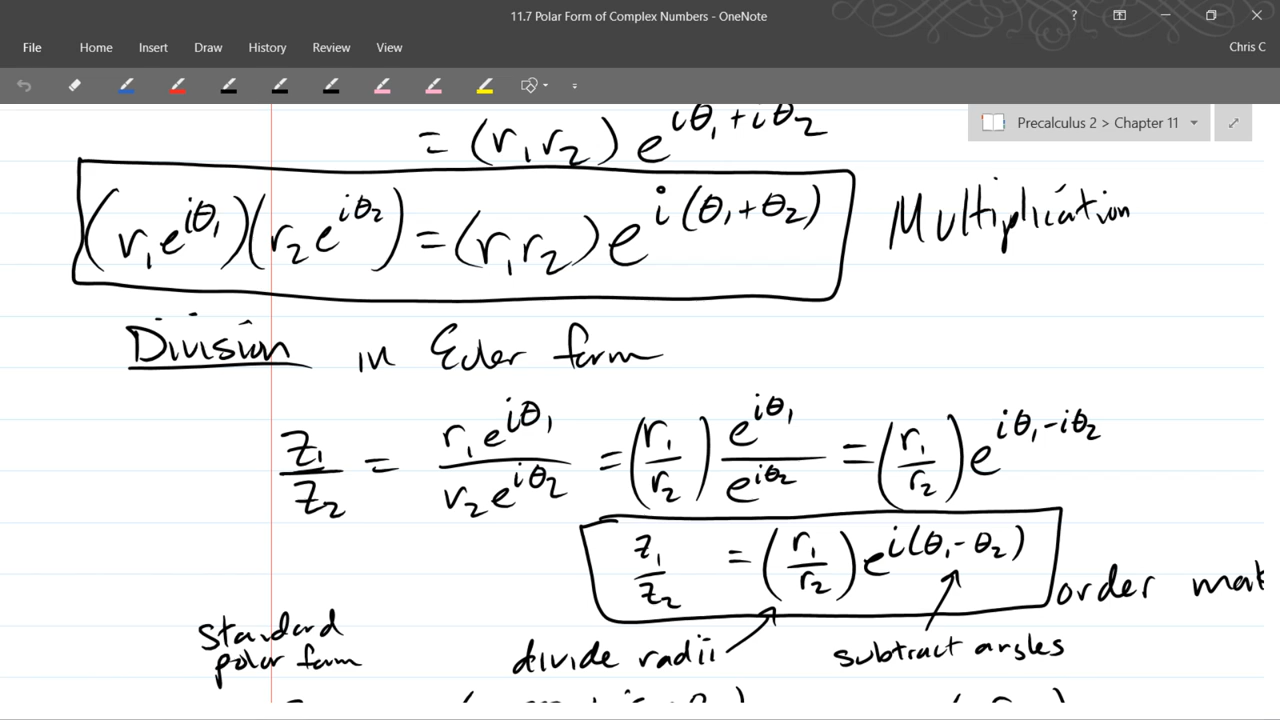 11.7 Polar Form of Complex Numbers - OneNote
?
File Home Insert Draw History Review View
Chris C
Precalculus 2 > Chapter 11
= (r₁r₂) e^{iθ₁+iθ₂}
(r₁e^{iθ₁})(r₂e^{iθ₂}) = (r₁r₂)e^{i(θ₁+θ₂)} Multiplication
Division in Euler form
z₁/z₂ = r₁e^{iθ₁}/r₂e^{iθ₂} = (r₁/r₂) e^{iθ₁}/e^{iθ₂} = (r₁/r₂)e^{iθ₁-iθ₂}
z₁/z₂ = (r₁/r₂)e^{i(θ₁-θ₂)}
order mat
standard
polar form
divide radii
subtract angles